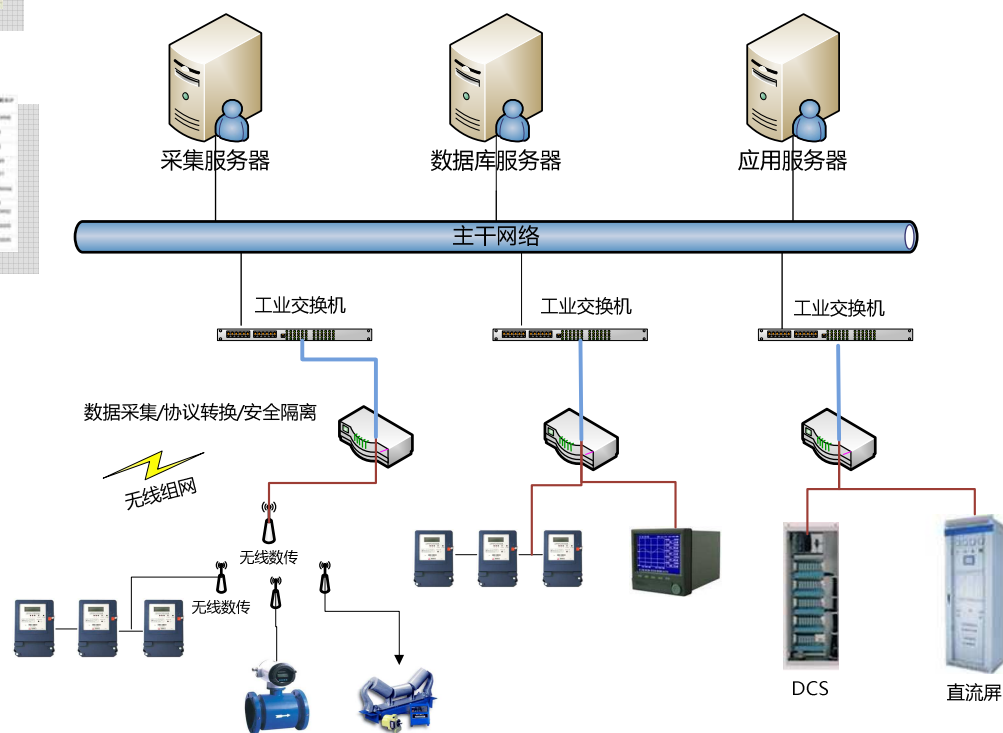 采集服务器
数据库服务器
应用服务器
主干网络
工业交换机
工业交换机
工业交换机
数据采集/协议转换/安全隔离
无线组网
无线数传
无线数传
DCS
直流屏